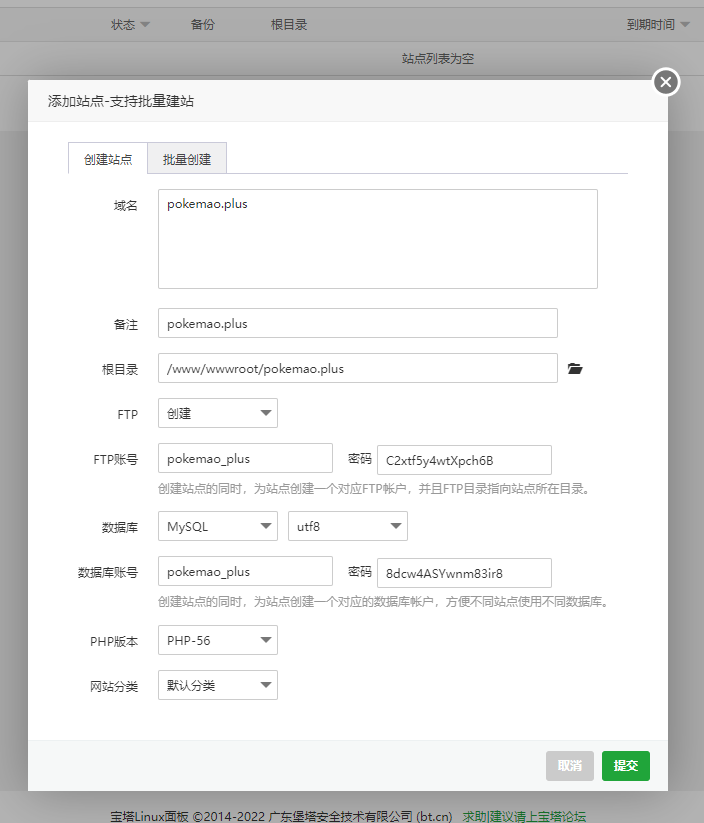 状态 备份 根目录 到期时间
站点列表为空
添加站点-支持批量建站
创建站点 批量创建
域名 pokemao.plus
备注 pokemao.plus
根目录 /www/wwwroot/pokemao.plus
FTP 创建
FTP账号 pokemao_plus 密码 C2xtf5y4wtXpch6B
创建站点的同时，为站点创建一个对应FTP帐户，并且FTP目录指向站点所在目录。
数据库 MySQL utf8
数据库账号 pokemao_plus 密码 8dcw4ASYwnm83ir8
创建站点的同时，为站点创建一个对应的数据库帐户，方便不同站点使用不同数据库。
PHP版本 PHP-56
网站分类 默认分类
取消 提交
宝塔Linux面板 ©2014-2022 广东堡塔安全技术有限公司 (bt.cn) 求助|建议请上宝塔论坛